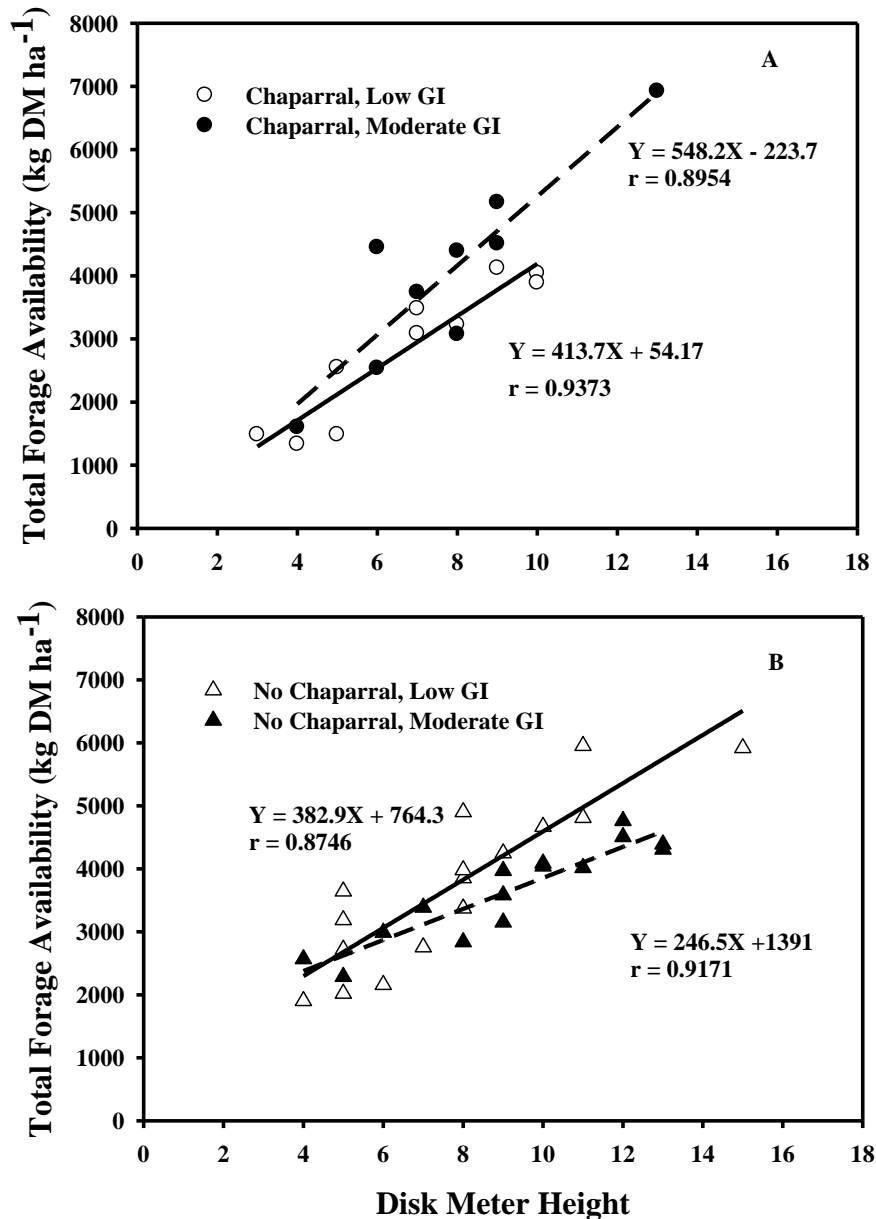 Total Forage Availability (kg DM ha-1)
8000
7000
6000
5000
4000
3000
2000
1000
0
A
Chaparral, Low GI
Chaparral, Moderate GI
Y = 548.2X - 223.7
r = 0.8954
Y = 413.7X + 54.17
r = 0.9373
0 2 4 6 8 10 12 14 16 18
Total Forage Availability (kg DM ha-1)
8000
7000
6000
5000
4000
3000
2000
1000
0
B
No Chaparral, Low GI
No Chaparral, Moderate GI
Y = 382.9X + 764.3
r = 0.8746
Y = 246.5X +1391
r = 0.9171
0 2 4 6 8 10 12 14 16 18
Disk Meter Height